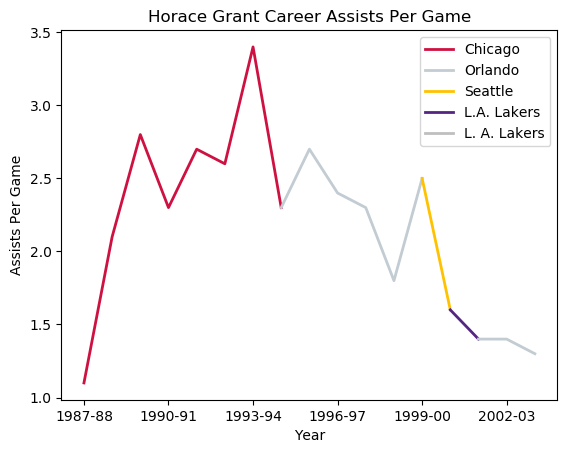 Horace Grant Career Assists Per Game
3.5
3.0
2.5
2.0
1.5
1.0
Assists Per Game
Chicago
Orlando
Seattle
L.A. Lakers
L. A. Lakers
1987-88
1990-91
1993-94
1996-97
1999-00
2002-03
Year